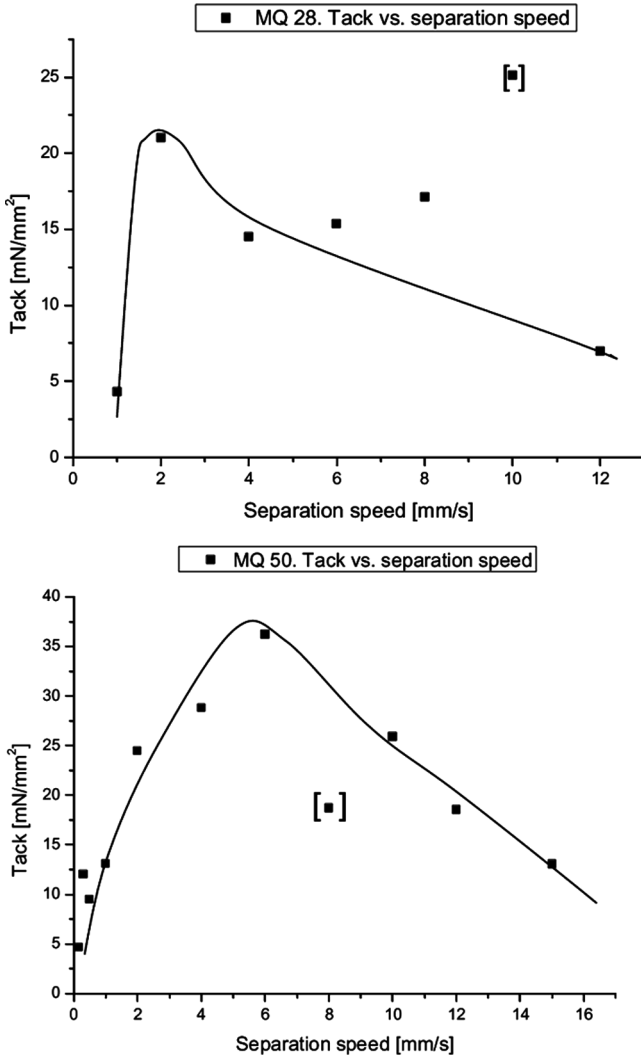 MQ 28. Tack vs. separation speed
25
20
15
10
5
0
Tack [mN/mm²]
[ ]
0 2 4 6 8 10 12
Separation speed [mm/s]
MQ 50. Tack vs. separation speed
40
35
30
25
20
15
10
5
0
Tack [mN/mm²]
[ ]
0 2 4 6 8 10 12 14 16
Separation speed [mm/s]